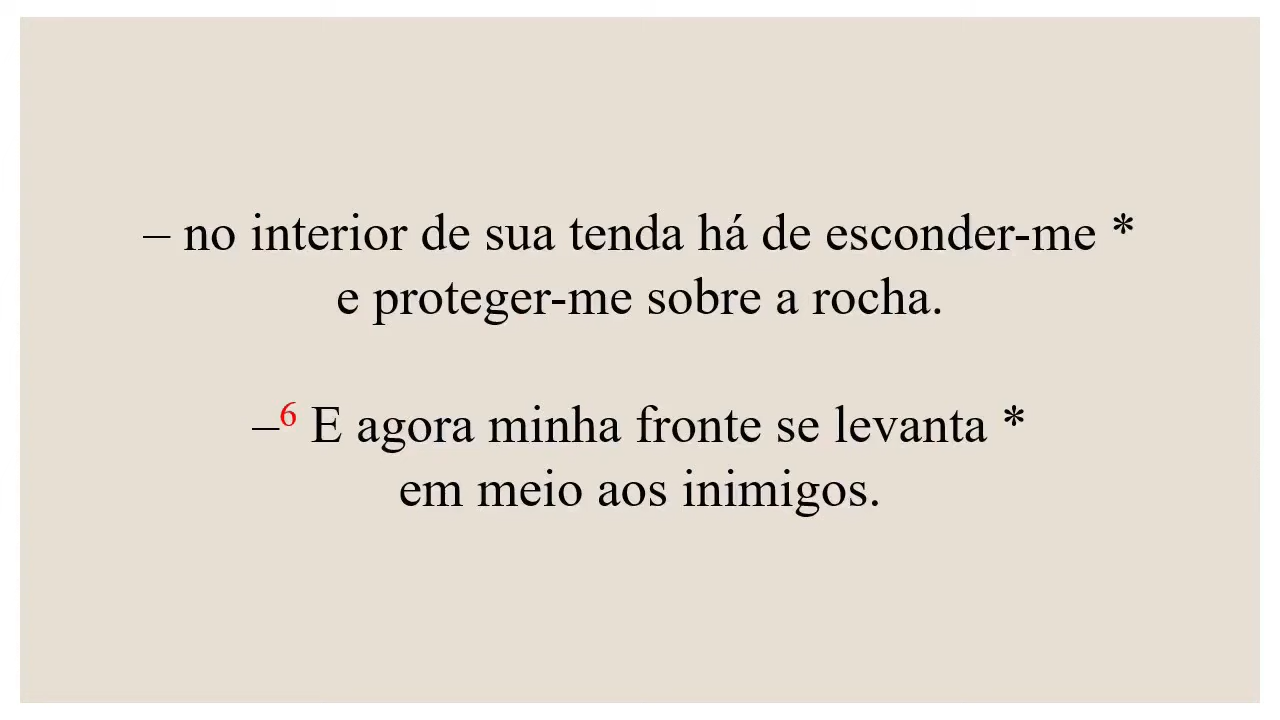 – no interior de sua tenda há de esconder-me *
e proteger-me sobre a rocha.
–6 E agora minha fronte se levanta *
em meio aos inimigos.